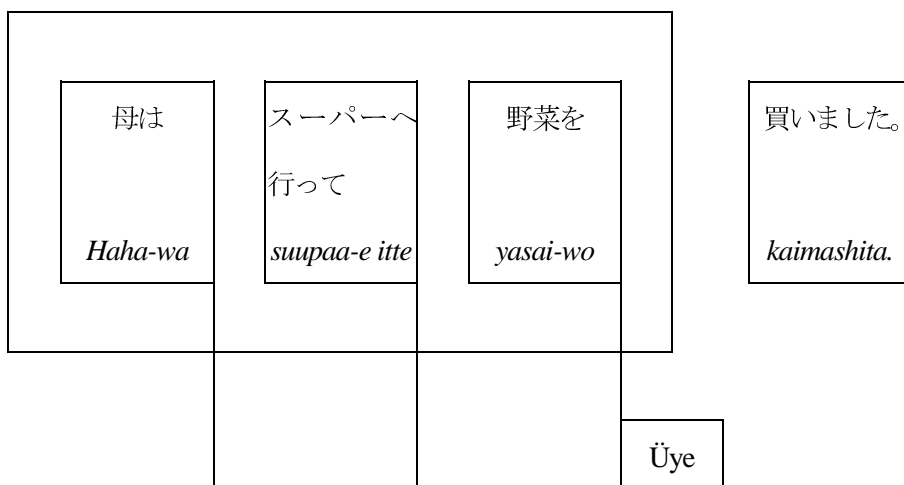 母は
スーパーへ
行って
野菜を
買いました。
Haha-wa
suupaa-e itte
yasai-wo
kaimashita.
Üye